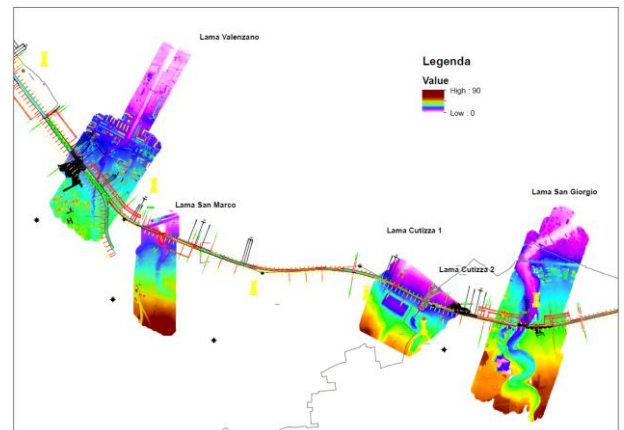 Lama Valenzano
Legenda
Value
High : 90
Low : 0
Lama San Marco
Lama San Giorgio
Lama Cutizza 1
Lama Cutizza 2